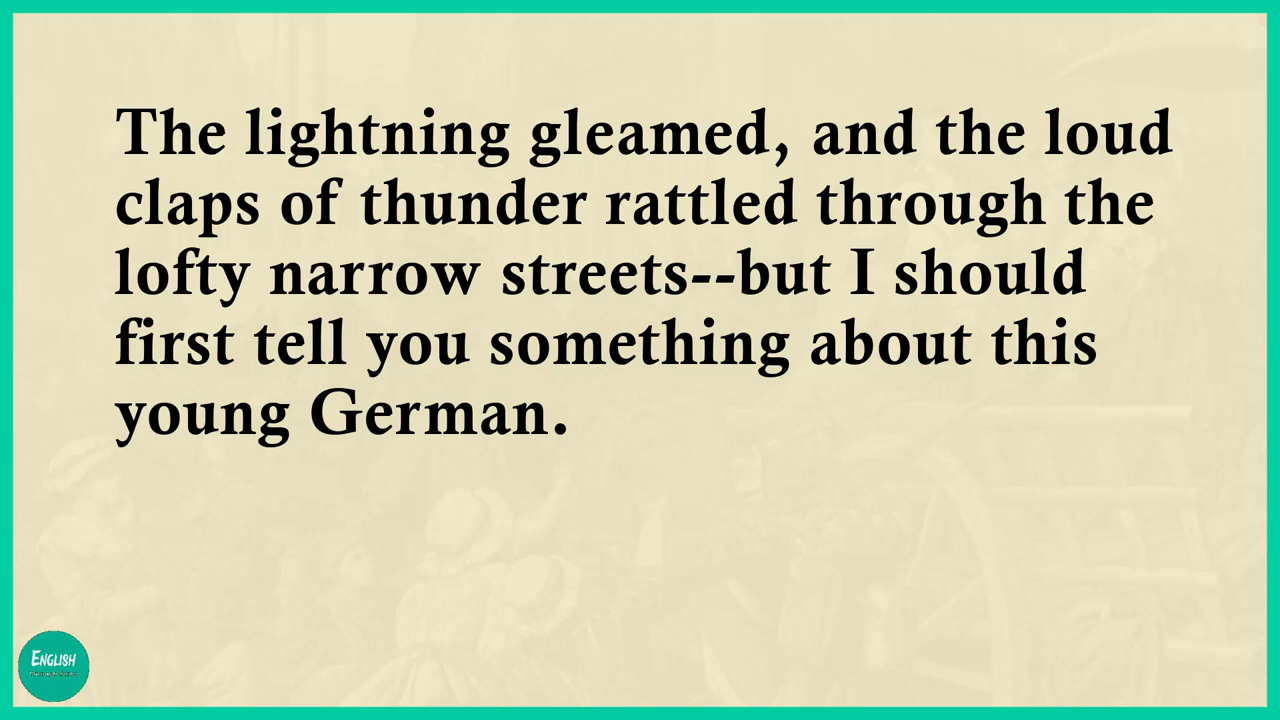 The lightning gleamed, and the loud
claps of thunder rattled through the
lofty narrow streets--but I should
first tell you something about this
young German.
ENGLISH